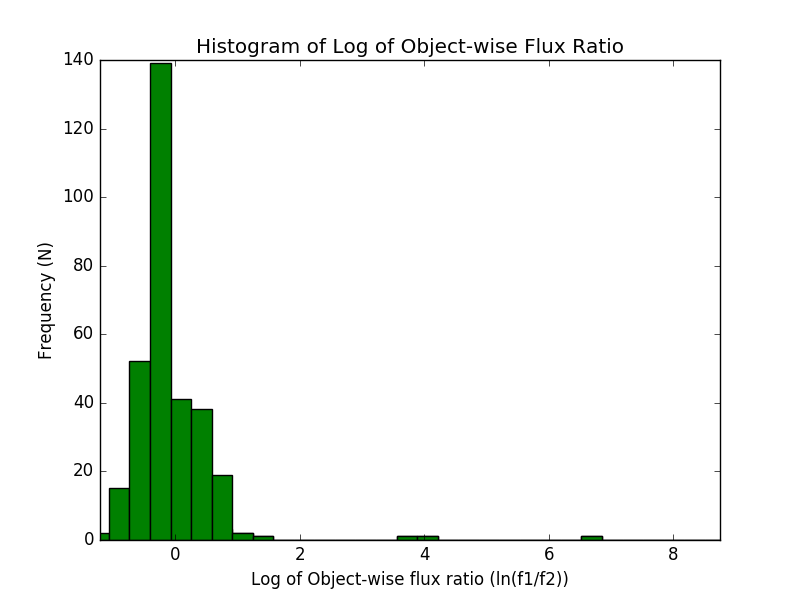 Histogram of Log of Object-wise Flux Ratio
140
120
100
80
60
40
20
0
Frequency (N)
0 2 4 6 8
Log of Object-wise flux ratio (ln(f1/f2))